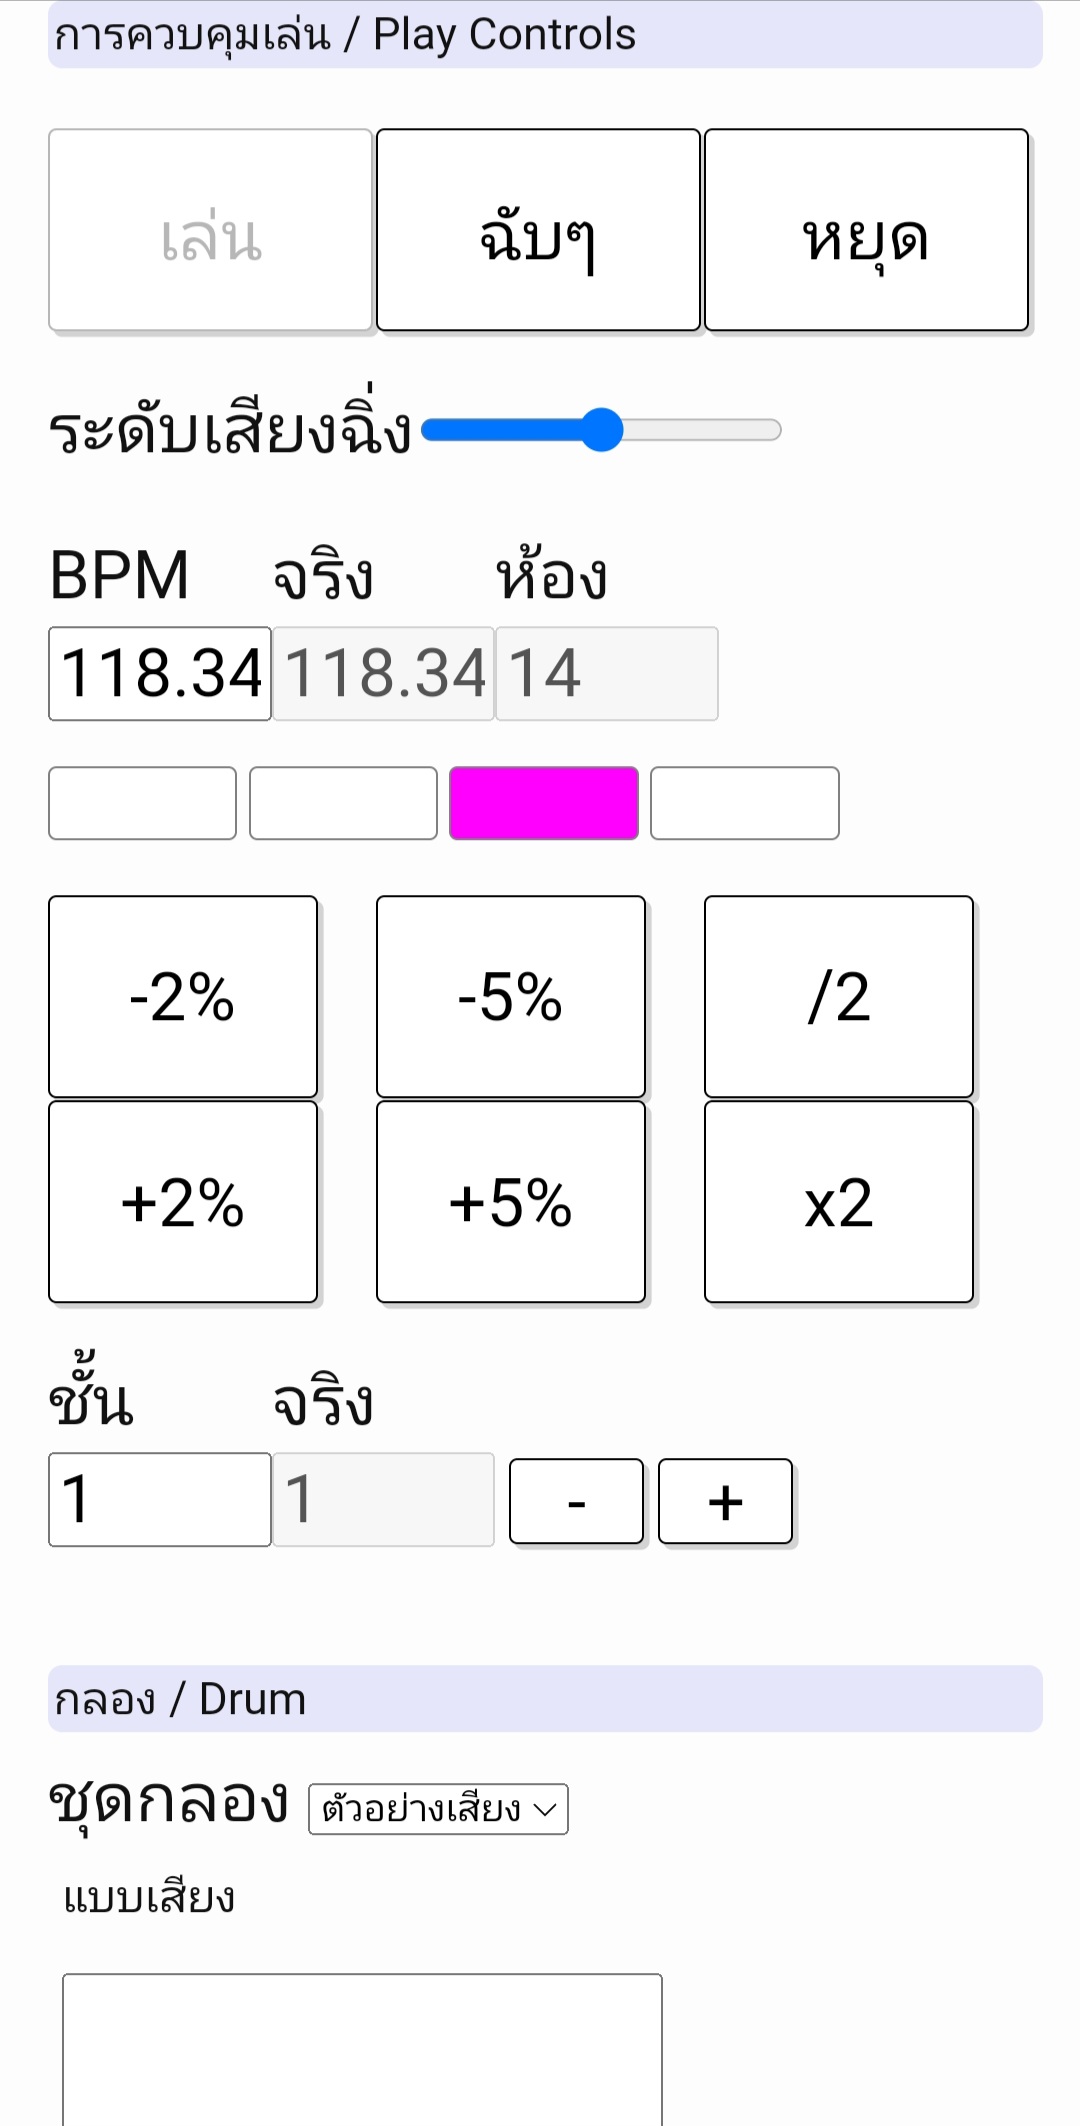 การควบคุมเล่น / Play Controls
เล่น ฉับๆ หยุด
ระดับเสียงฉิ่ง
BPM จริง ห้อง
118.34 118.34 14
-2% -5% /2
+2% +5% x2
ชั้น จริง
1 1 - +
กลอง / Drum
ชุดกลอง ตัวอย่างเสียง
แบบเสียง